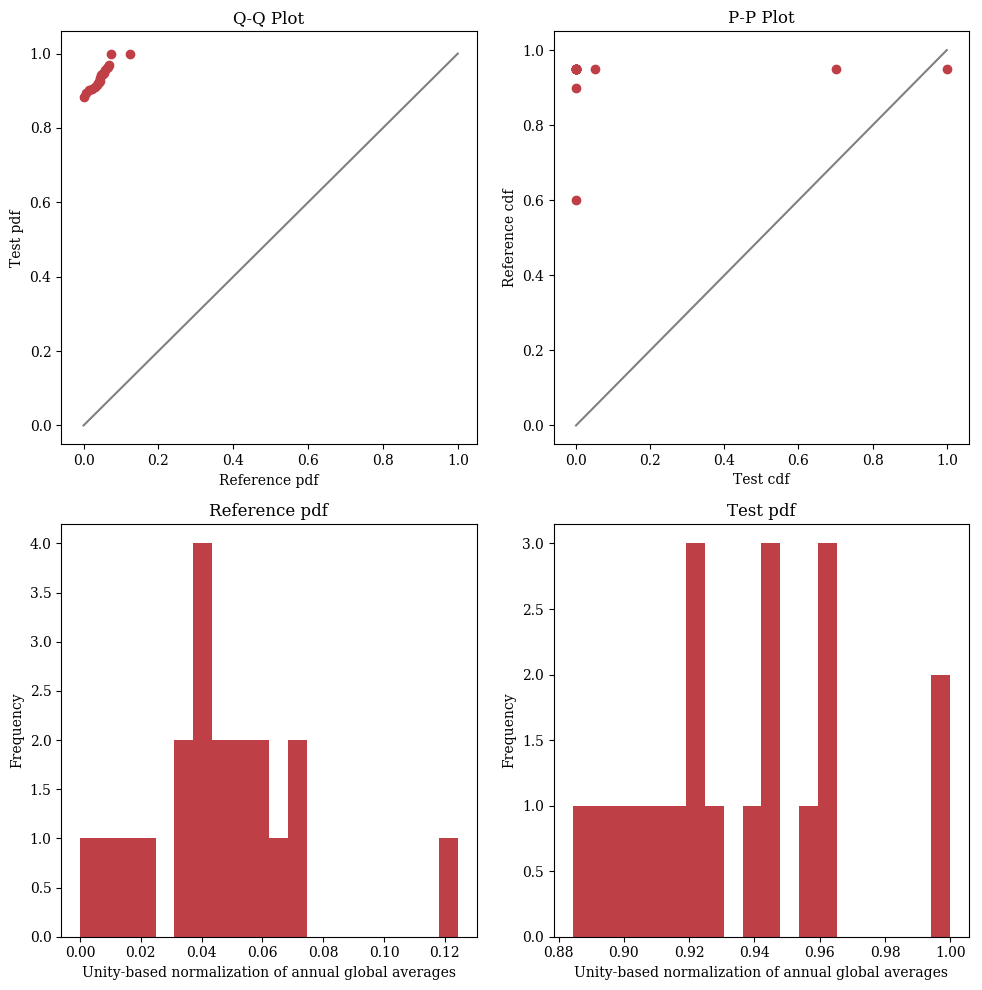 Q-Q Plot
P-P Plot
1.0
0.8
0.6
0.4
0.2
0.0
Test pdf
0.0 0.2 0.4 0.6 0.8 1.0
Reference pdf
1.0
0.8
0.6
0.4
0.2
0.0
Reference cdf
0.0 0.2 0.4 0.6 0.8 1.0
Test cdf
Reference pdf
4.0
3.5
3.0
2.5
2.0
1.5
1.0
0.5
0.0
Frequency
0.00 0.02 0.04 0.06 0.08 0.10 0.12
Unity-based normalization of annual global averages
Test pdf
3.0
2.5
2.0
1.5
1.0
0.5
0.0
Frequency
0.88 0.90 0.92 0.94 0.96 0.98 1.00
Unity-based normalization of annual global averages